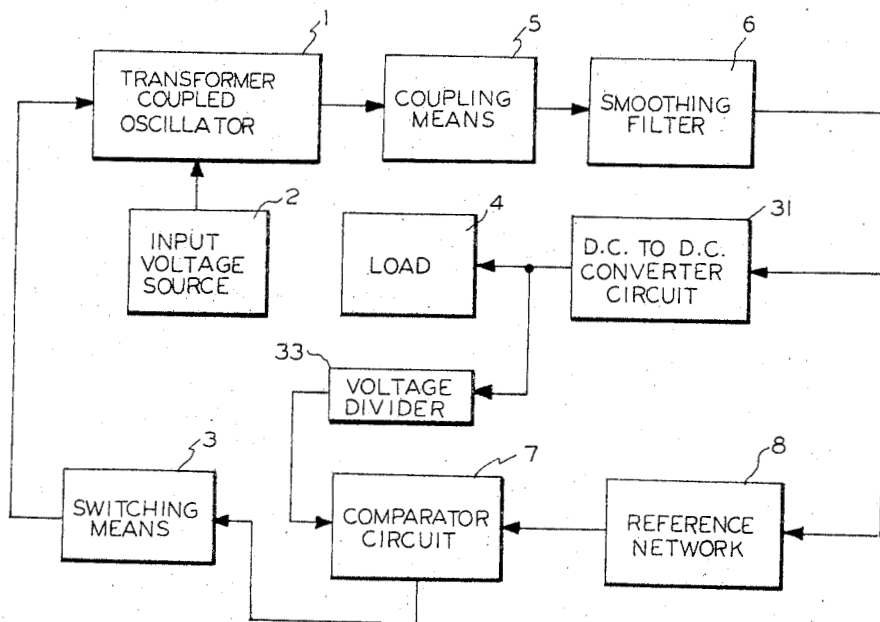 1
TRANSFORMER
COUPLED
OSCILLATOR
5
COUPLING
MEANS
6
SMOOTHING
FILTER
2
INPUT
VOLTAGE
SOURCE
4
LOAD
31
D.C. TO D.C.
CONVERTER
CIRCUIT
33
VOLTAGE
DIVIDER
3
SWITCHING
MEANS
7
COMPARATOR
CIRCUIT
8
REFERENCE
NETWORK